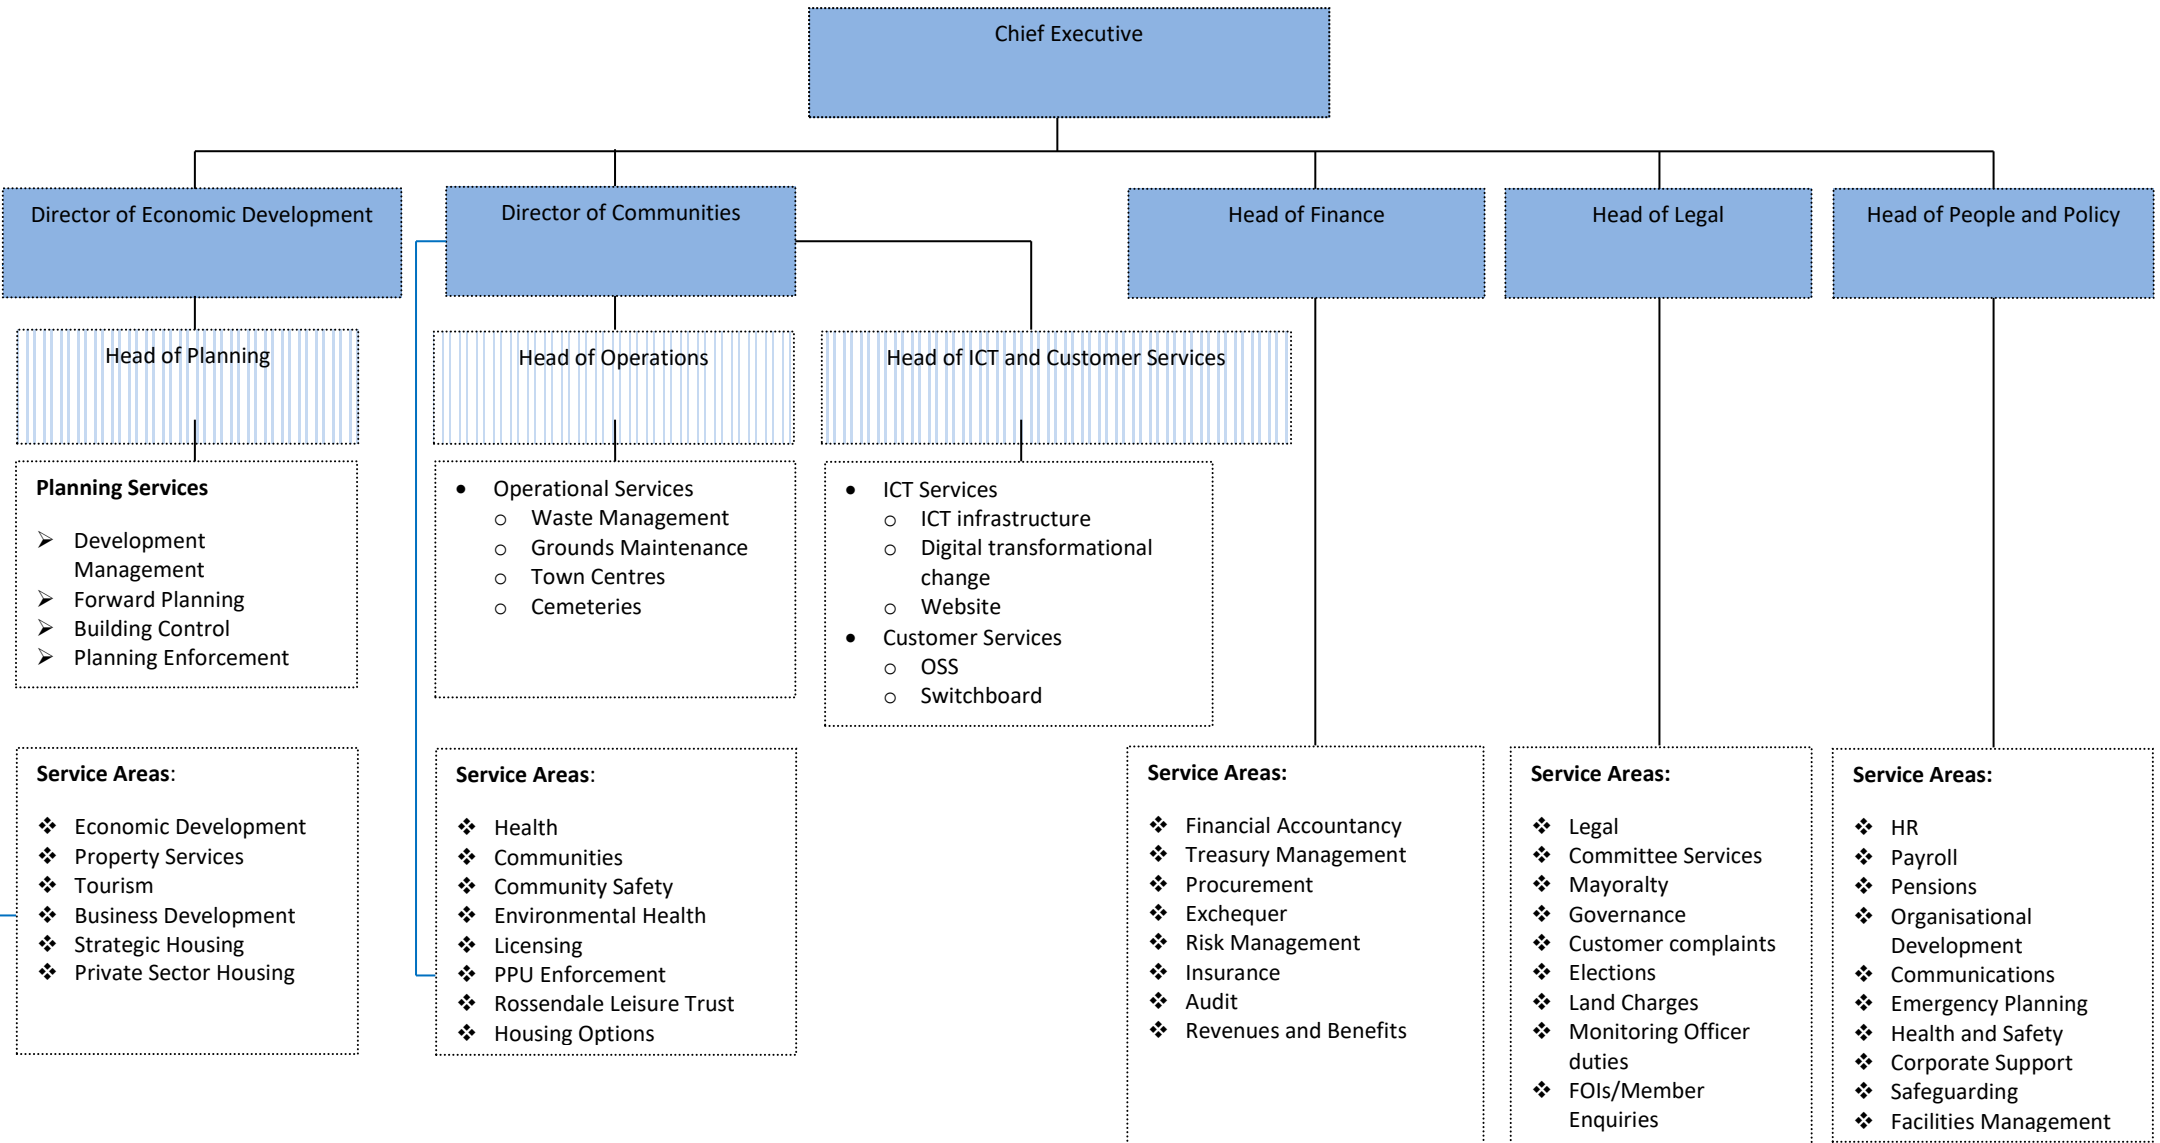 Chief Executive
Director of Economic Development
Director of Communities
Head of Finance
Head of Legal
Head of People and Policy
Head of Planning
Head of Operations
Head of ICT and Customer Services
Planning Services
➢ Development
Management
➢ Forward Planning
➢ Building Control
➢ Planning Enforcement
• Operational Services
o Waste Management
o Grounds Maintenance
o Town Centres
o Cemeteries
• ICT Services
o ICT infrastructure
o Digital transformational
change
o Website
• Customer Services
o OSS
o Switchboard
Service Areas:
❖ Economic Development
❖ Property Services
❖ Tourism
❖ Business Development
❖ Strategic Housing
❖ Private Sector Housing
Service Areas:
❖ Health
❖ Communities
❖ Community Safety
❖ Environmental Health
❖ Licensing
❖ PPU Enforcement
❖ Rossendale Leisure Trust
❖ Housing Options
Service Areas:
❖ Financial Accountancy
❖ Treasury Management
❖ Procurement
❖ Exchequer
❖ Risk Management
❖ Insurance
❖ Audit
❖ Revenues and Benefits
Service Areas:
❖ Legal
❖ Committee Services
❖ Mayoralty
❖ Governance
❖ Customer complaints
❖ Elections
❖ Land Charges
❖ Monitoring Officer
duties
❖ FOIs/Member
Enquiries
Service Areas:
❖ HR
❖ Payroll
❖ Pensions
❖ Organisational
Development
❖ Communications
❖ Emergency Planning
❖ Health and Safety
❖ Corporate Support
❖ Safeguarding
❖ Facilities Management